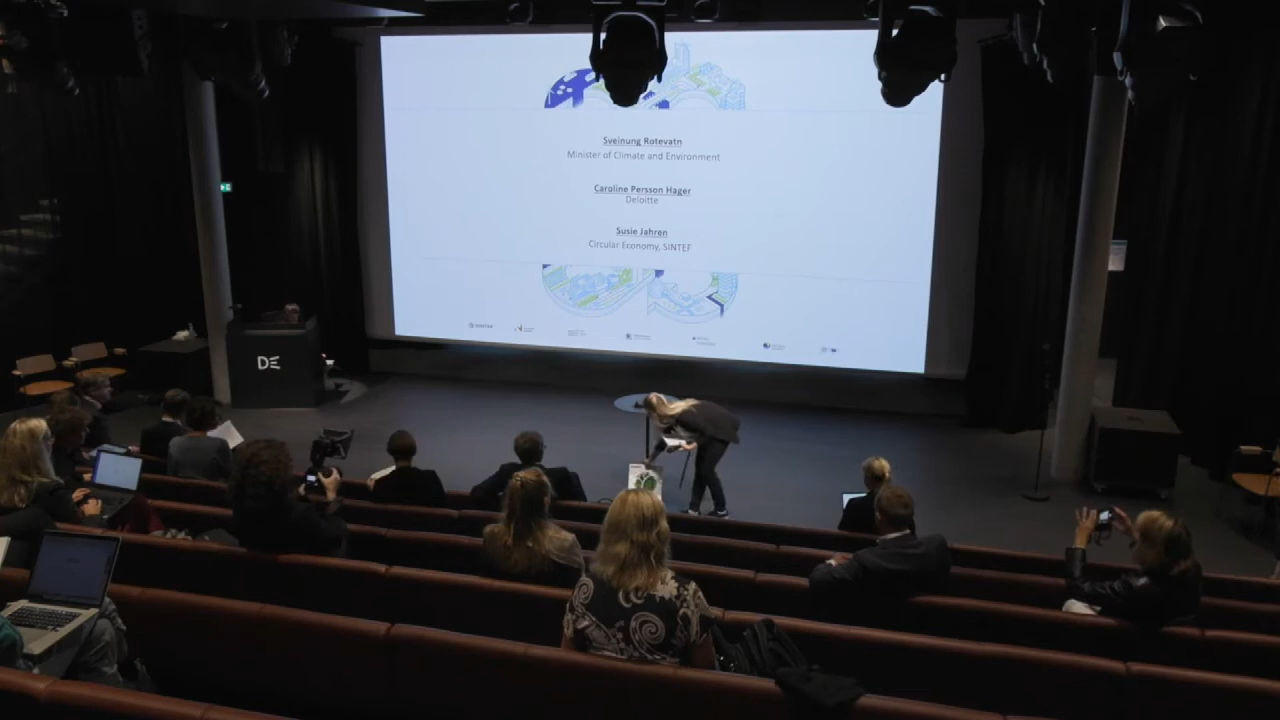 Sveinung Rotevatn
Minister of Climate and Environment
Caroline Persson Hager
Deloitte
Susie Jahren
Circular Economy, SINTEF
DE